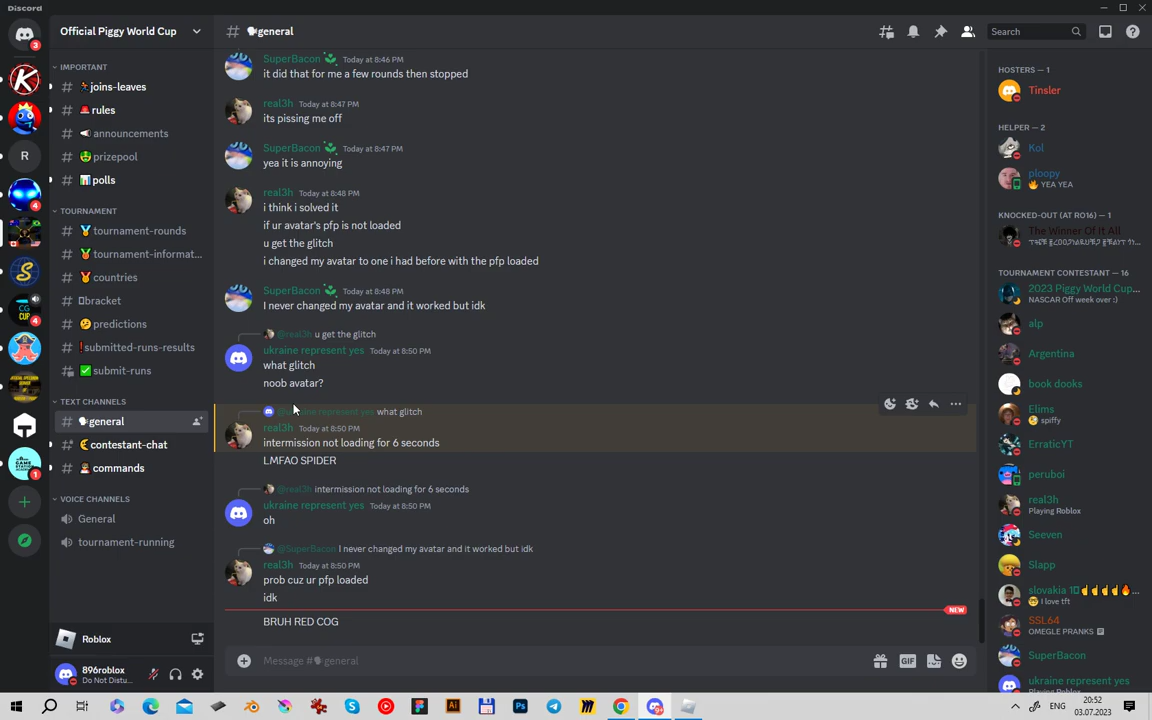 Discord
Official Piggy World Cup
IMPORTANT
joins-leaves
rules
announcements
prizepool
polls
TOURNAMENT
tournament-rounds
tournament-informat...
countries
bracket
predictions
submitted-runs-results
submit-runs
TEXT CHANNELS
general
contestant-chat
commands
VOICE CHANNELS
General
tournament-running
Roblox
896roblox
Do Not Distu...
3
R
4
4
1
general
Search
SuperBacon Today at 8:46 PM
it did that for me a few rounds then stopped
real3h Today at 8:47 PM
its pissing me off
SuperBacon Today at 8:47 PM
yea it is annoying
real3h Today at 8:48 PM
i think i solved it
if ur avatar's pfp is not loaded
u get the glitch
i changed my avatar to one i had before with the pfp loaded
SuperBacon Today at 8:48 PM
I never changed my avatar and it worked but idk
@real3h u get the glitch
ukraine represent yes Today at 8:50 PM
what glitch
noob avatar?
@ukraine represent yes what glitch
real3h Today at 8:50 PM
intermission not loading for 6 seconds
LMFAO SPIDER
@real3h intermission not loading for 6 seconds
ukraine represent yes Today at 8:50 PM
oh
@SuperBacon I never changed my avatar and it worked but idk
real3h Today at 8:50 PM
prob cuz ur pfp loaded
idk
NEW
BRUH RED COG
Message #general
GIF
HOSTERS — 1
Tinsler
HELPER — 2
Kol
ploopy
YEA YEA
KNOCKED-OUT (AT RO16) — 1
The Winner Of It All
TOURNAMENT CONTESTANT — 16
2023 Piggy World Cup...
NASCAR Off week over :)
alp
Argentina
book dooks
Elims
spiffy
ErraticYT
peruboi
real3h
Playing Roblox
Seeven
Slapp
slovakia
I love tft
SSL64
OMEGLE PRANKS
SuperBacon
ukraine represent yes
Playing Roblox
ENG
20:52
03.07.2023